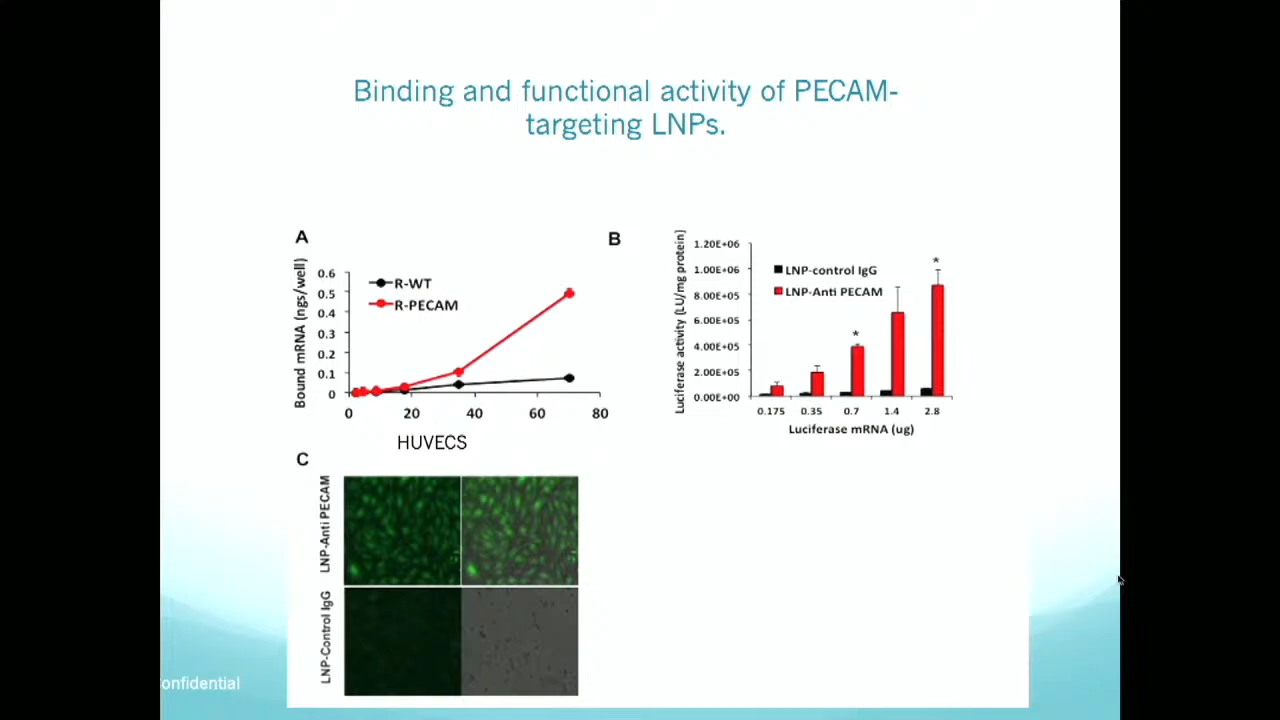 Binding and functional activity of PECAM-
targeting LNPs.
A
Bound mRNA (ngs/well)
0.6
0.5
0.4
0.3
0.2
0.1
0
R-WT
R-PECAM
0 20 40 60 80
HUVECS
B
Luciferase activity (LU/mg protein)
1.20E+06
1.00E+06
8.00E+05
6.00E+05
4.00E+05
2.00E+05
0.00E+00
LNP-control IgG
LNP-Anti PECAM
*
*
0.175 0.35 0.7 1.4 2.8
Luciferase mRNA (ug)
C
LNP-Anti PECAM
LNP-Control IgG
onfidential